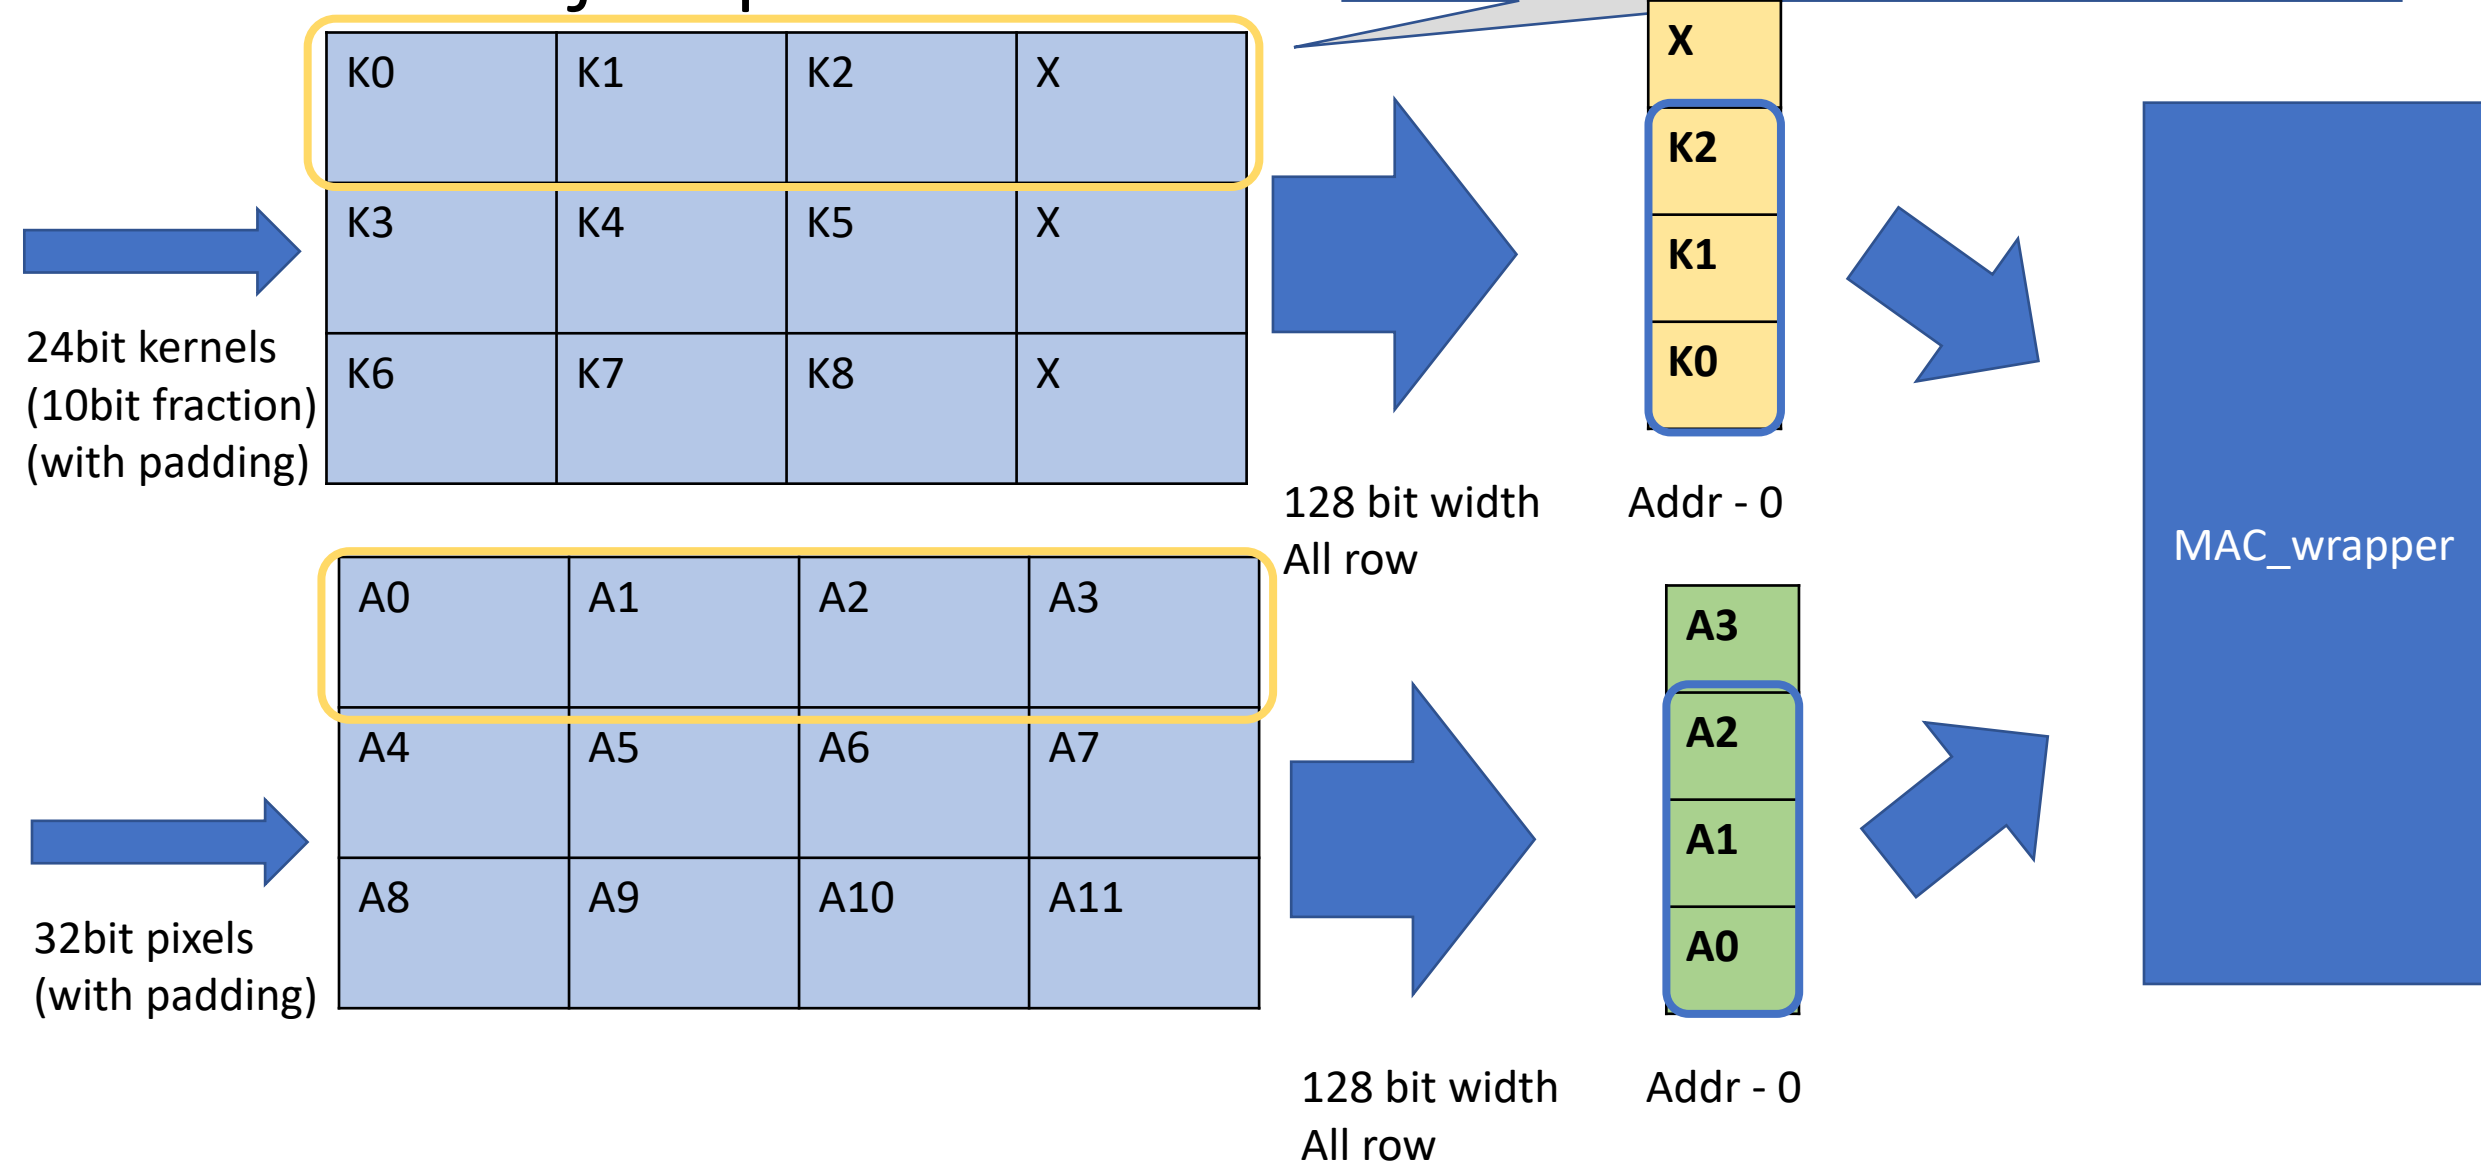 K0 K1 K2 X
K3 K4 K5 X
K6 K7 K8 X
24bit kernels
(10bit fraction)
(with padding)
128 bit width
All row
X
K2
K1
K0
Addr - 0
A0 A1 A2 A3
A4 A5 A6 A7
A8 A9 A10 A11
32bit pixels
(with padding)
128 bit width
All row
A3
A2
A1
A0
Addr - 0
MAC_wrapper